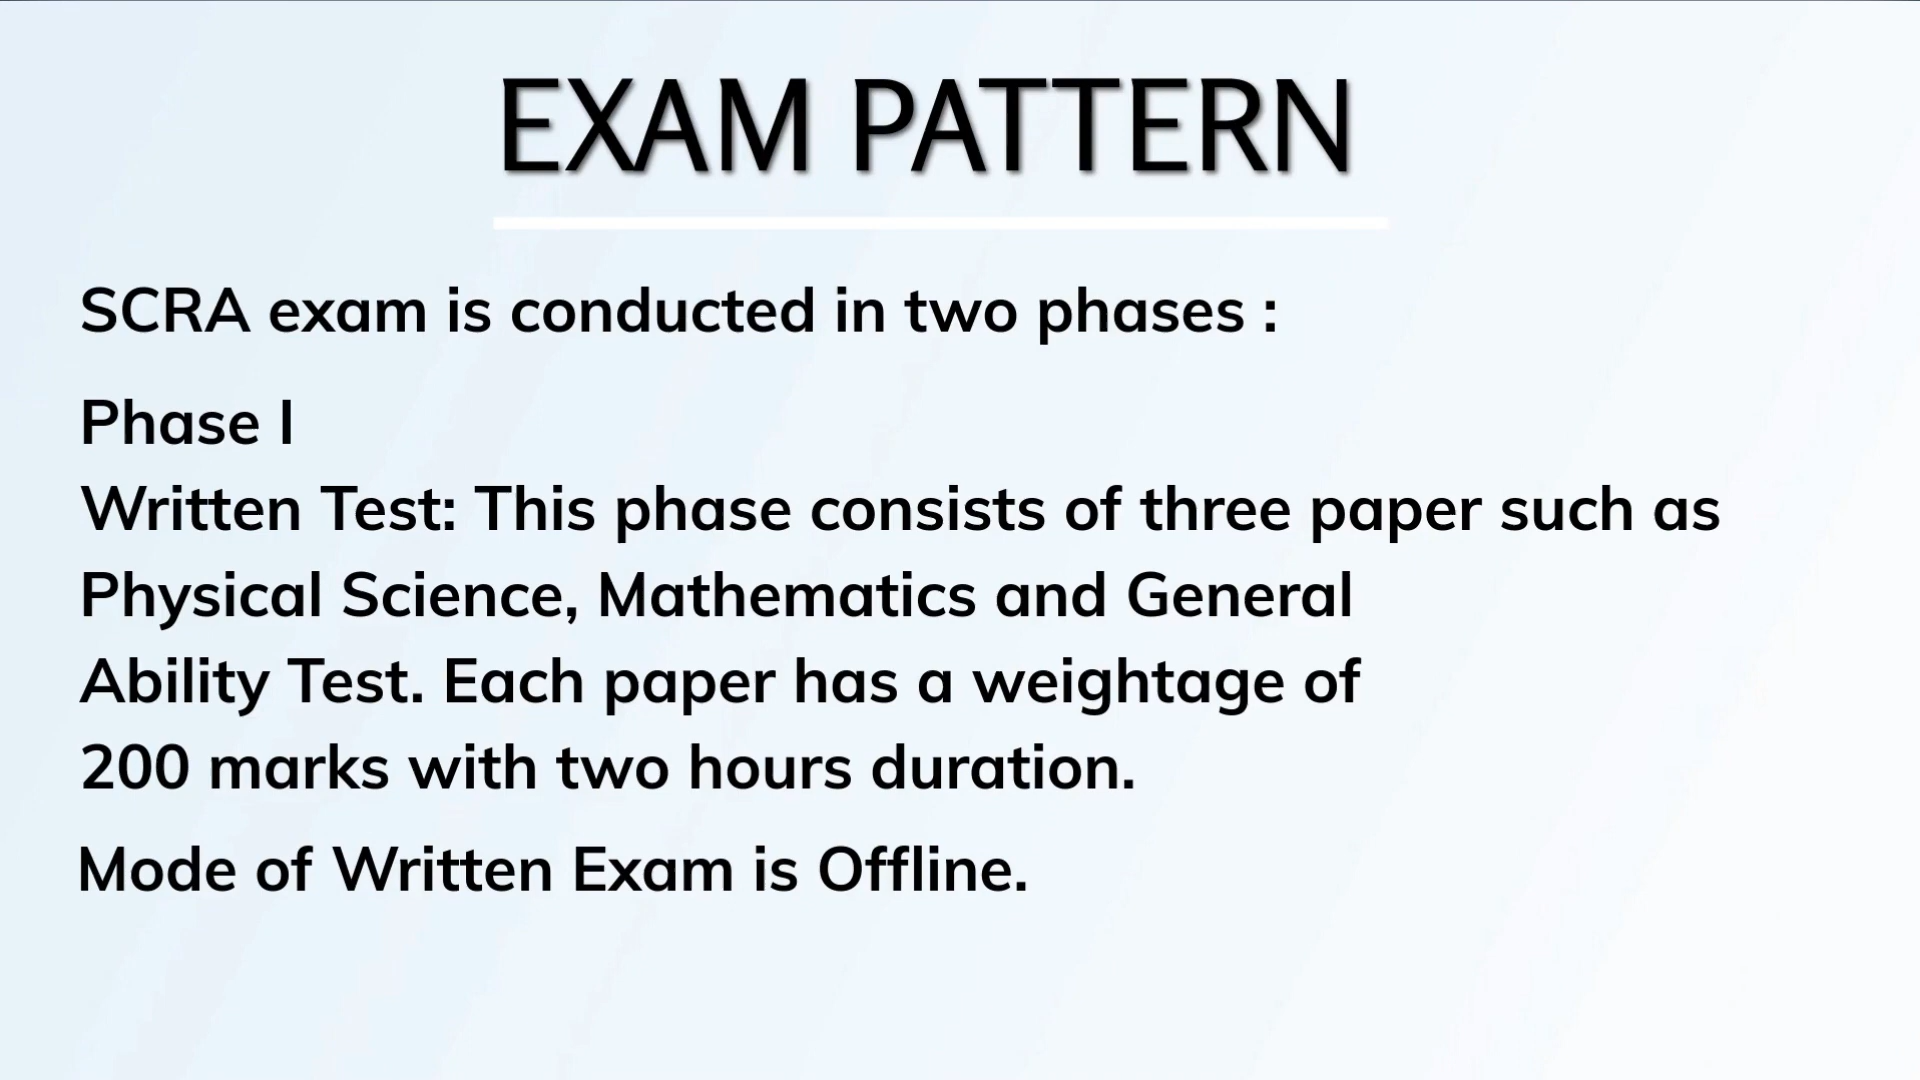 EXAM PATTERN
SCRA exam is conducted in two phases :
Phase I
Written Test: This phase consists of three paper such as
Physical Science, Mathematics and General
Ability Test. Each paper has a weightage of
200 marks with two hours duration.
Mode of Written Exam is Offline.